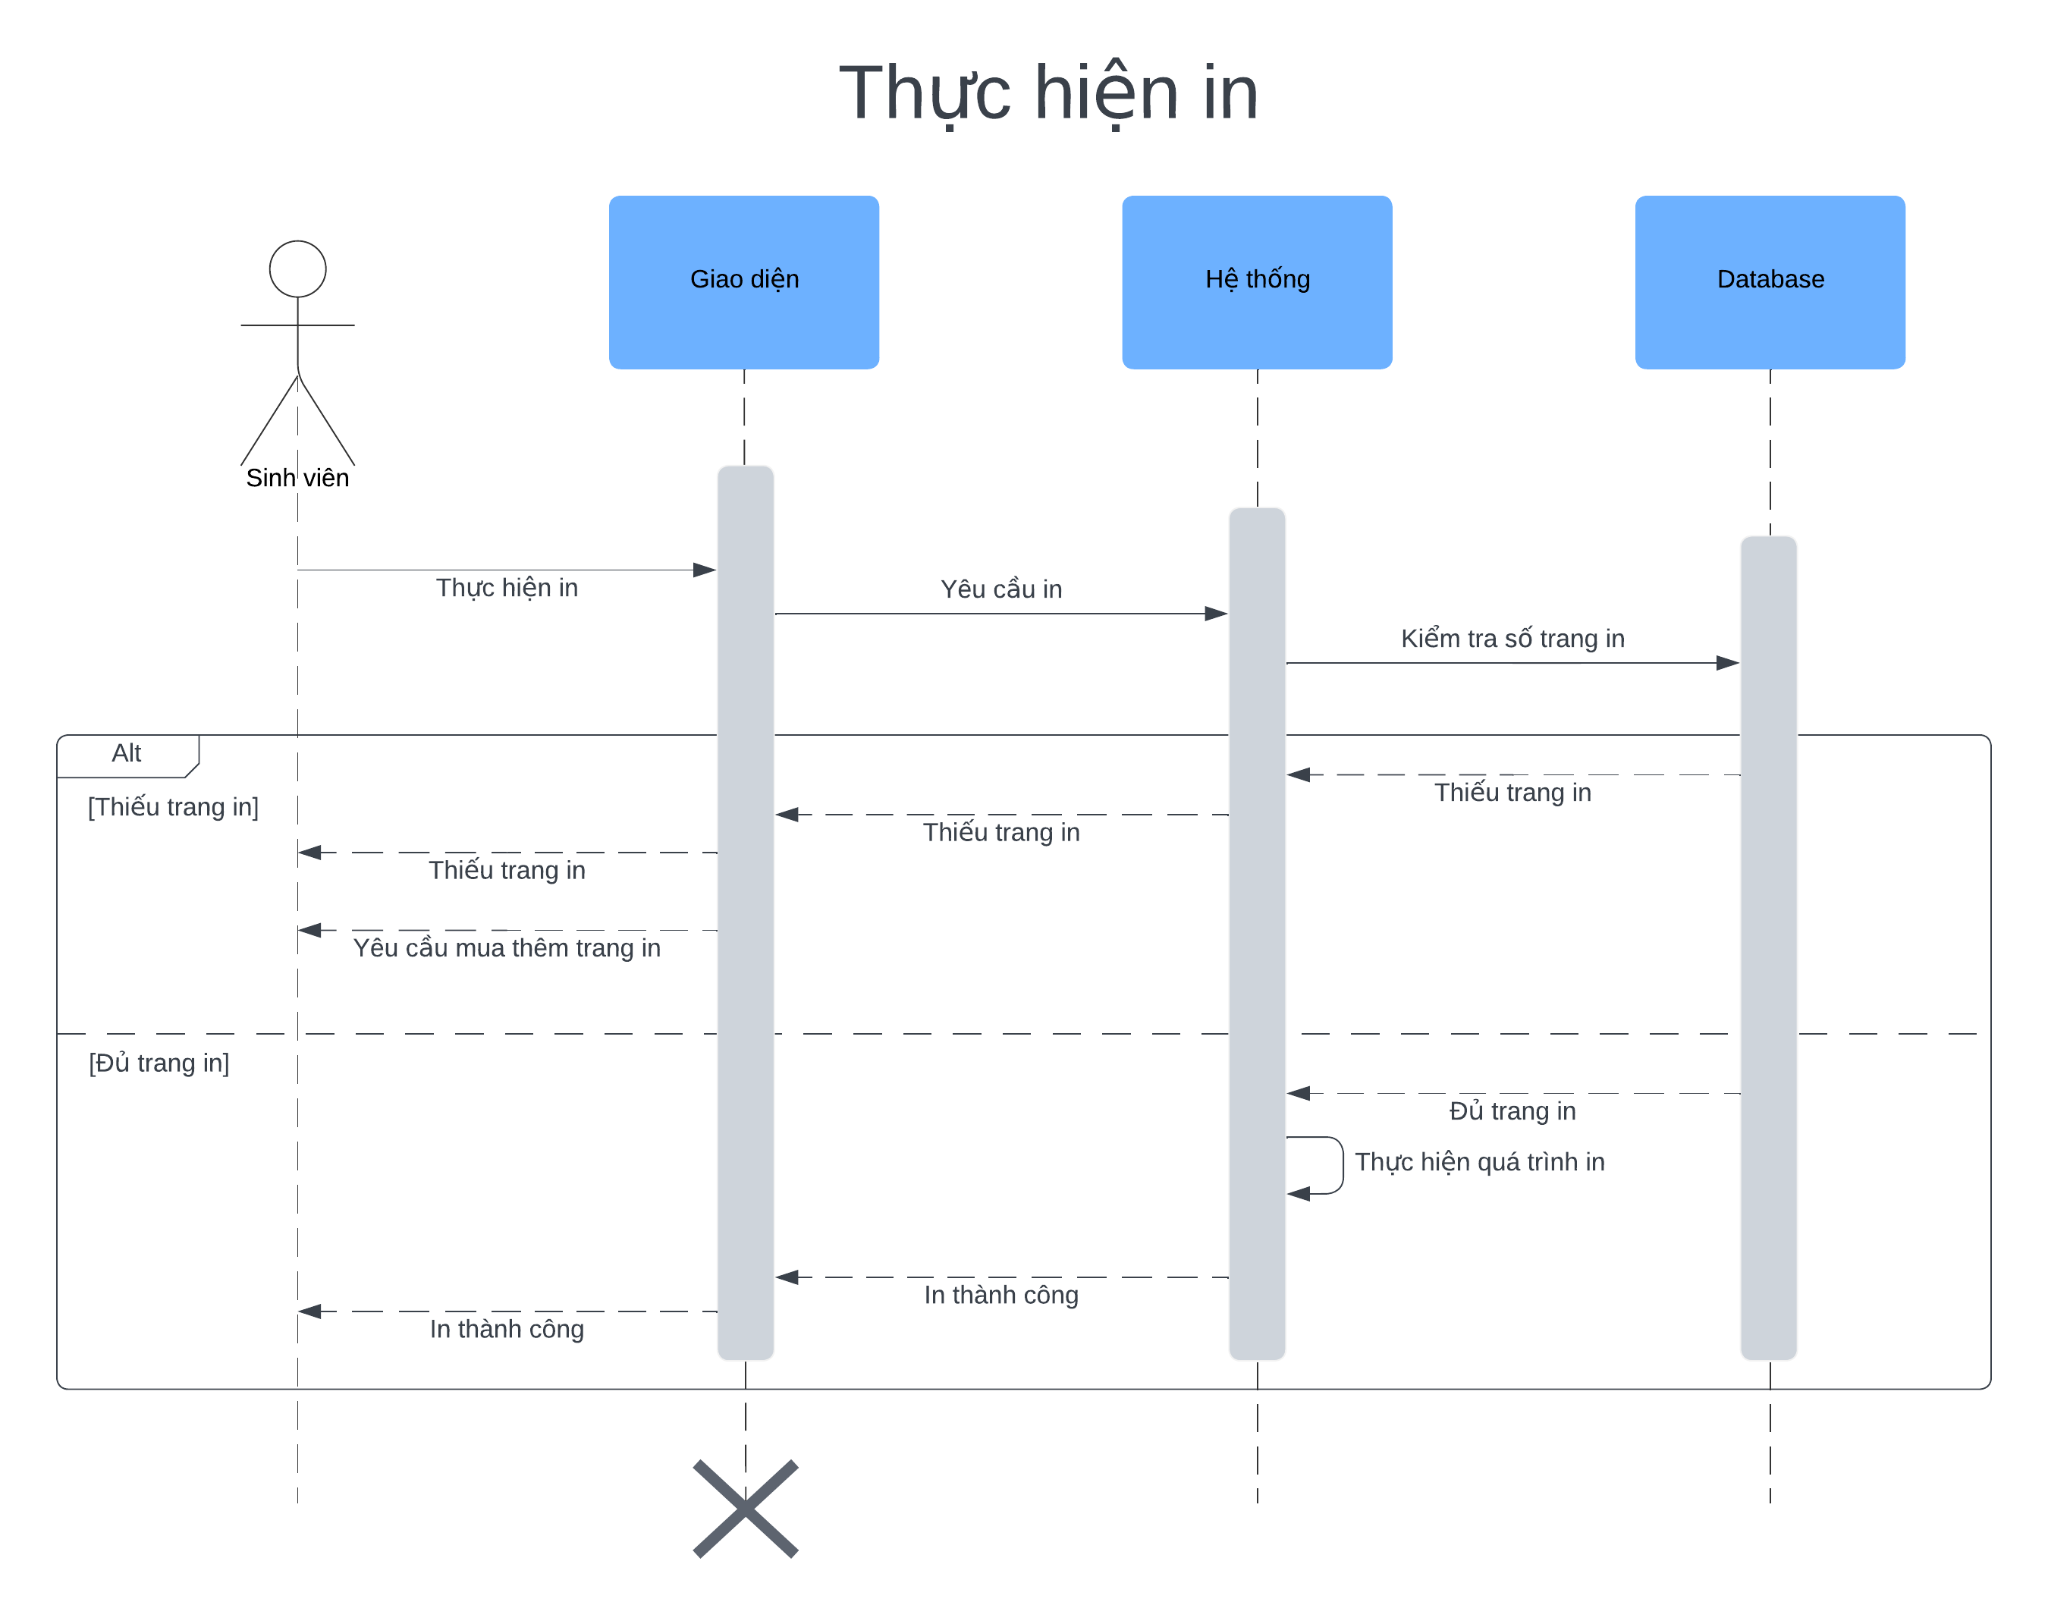 Thực hiện in
Giao diện
Hệ thống
Database
Sinh viên
Thực hiện in
Yêu cầu in
Kiểm tra số trang in
Alt
[Thiếu trang in]
Thiếu trang in
Thiếu trang in
Thiếu trang in
Yêu cầu mua thêm trang in
[Đủ trang in]
Đủ trang in
Thực hiện quá trình in
In thành công
In thành công